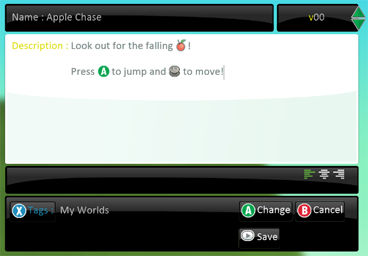 Name : Apple Chase
v00
Description : Look out for the falling !
Press A to jump and to move!
X Tags : My Worlds
A Change B Cancel
Save